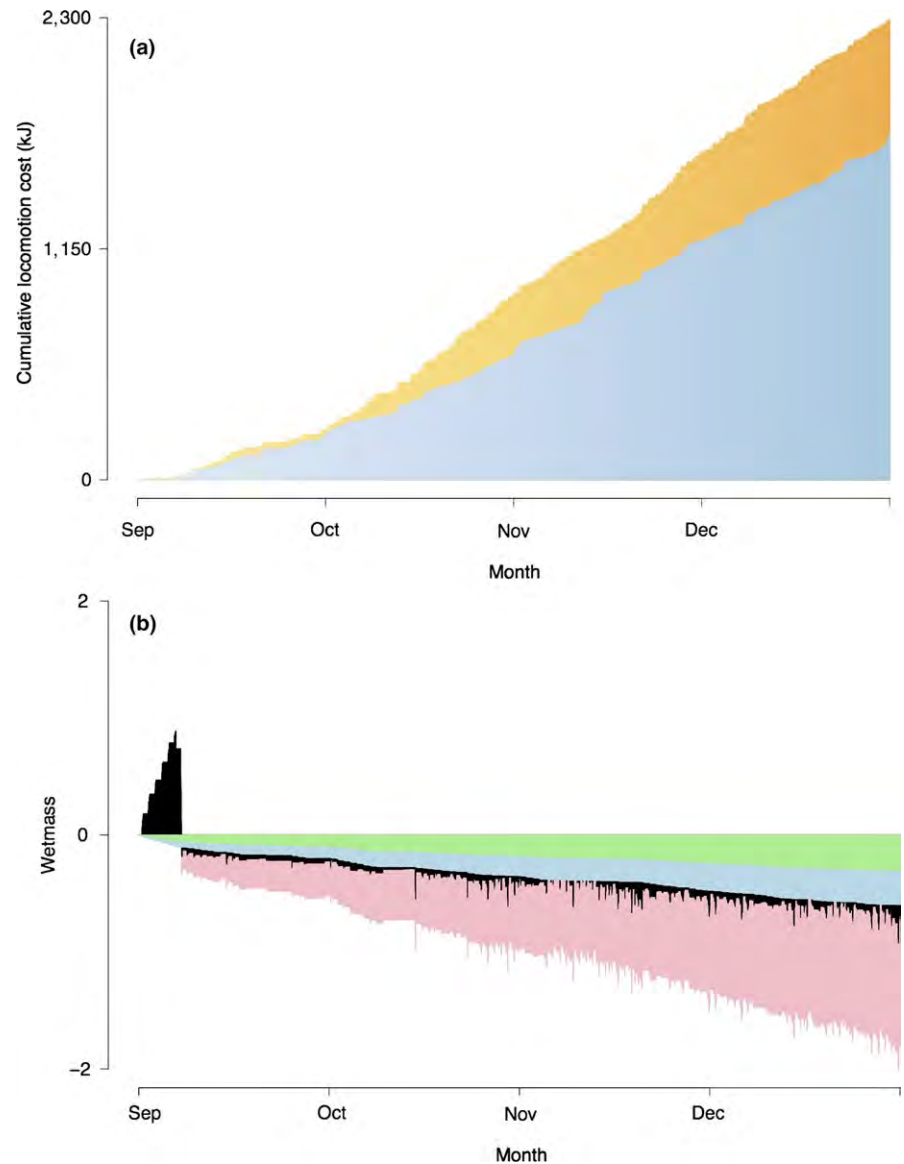 (a)
2,300
1,150
0
Cumulative locomotion cost (kJ)
Sep Oct Nov Dec
Month
(b)
2
0
−2
Wetmass
Sep Oct Nov Dec
Month